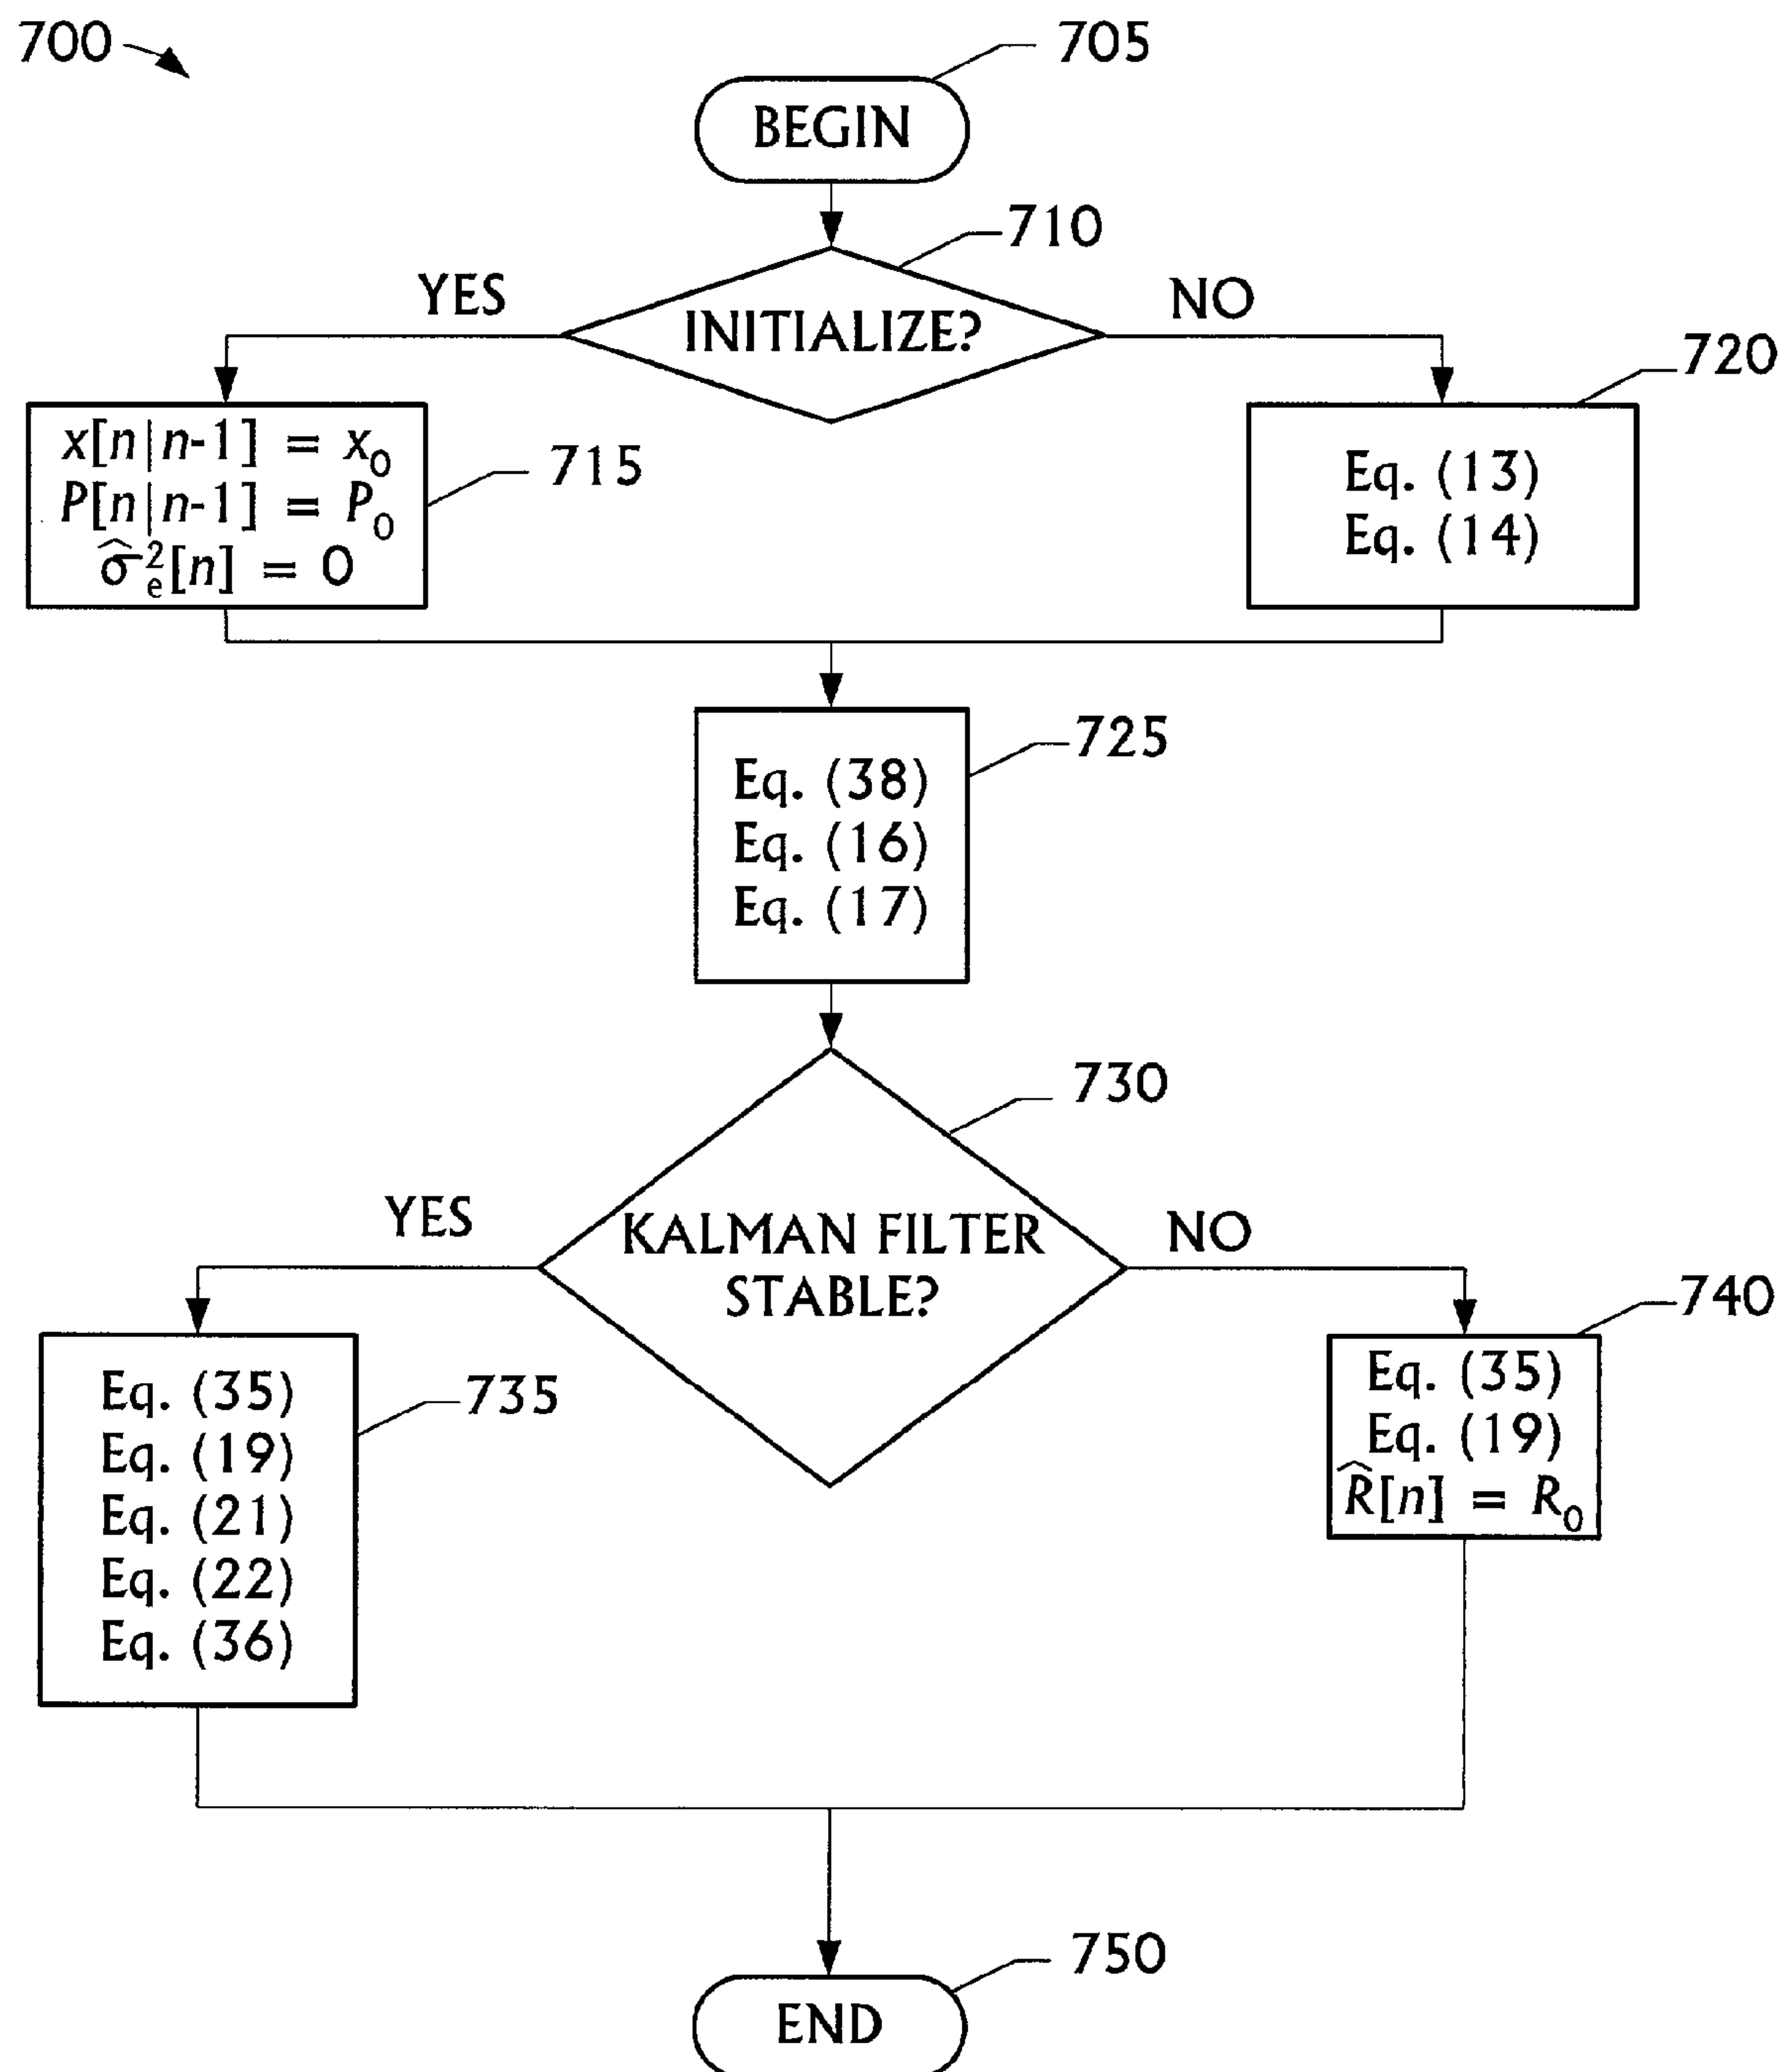 700
705
BEGIN
710
YES
INITIALIZE?
NO
720
x[n|n-1] = x₀
P[n|n-1] = P₀
σ̂²ₑ[n] = 0
715
Eq. (13)
Eq. (14)
725
Eq. (38)
Eq. (16)
Eq. (17)
730
YES
KALMAN FILTER
STABLE?
NO
740
Eq. (35)
Eq. (19)
Eq. (21)
Eq. (22)
Eq. (36)
735
Eq. (35)
Eq. (19)
R̂[n] = R₀
750
END